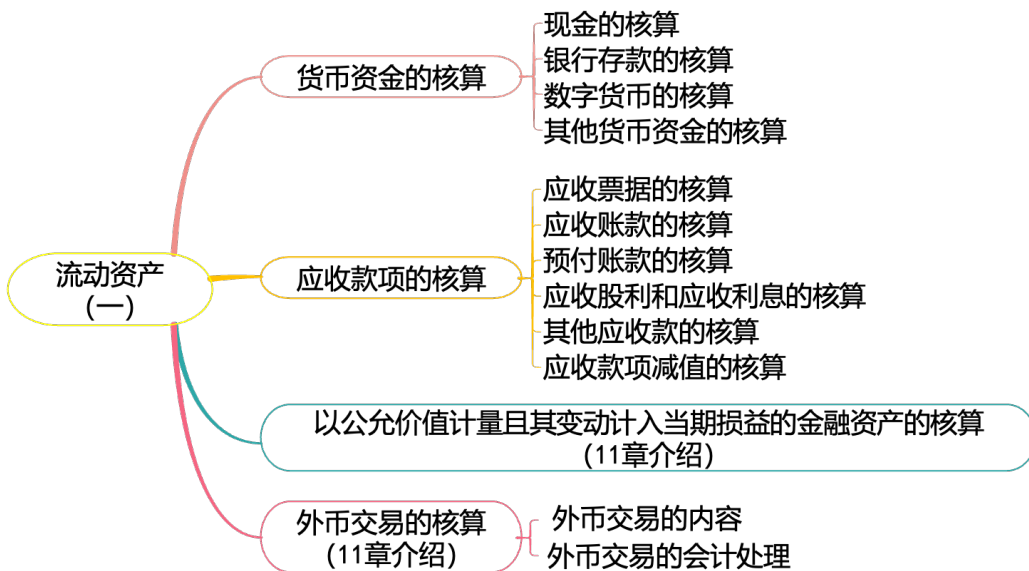 流动资产
(一)
货币资金的核算
现金的核算
银行存款的核算
数字货币的核算
其他货币资金的核算
应收款项的核算
应收票据的核算
应收账款的核算
预付账款的核算
应收股利和应收利息的核算
其他应收款的核算
应收款项减值的核算
以公允价值计量且其变动计入当期损益的金融资产的核算
(11章介绍)
外币交易的核算
(11章介绍)
外币交易的内容
外币交易的会计处理